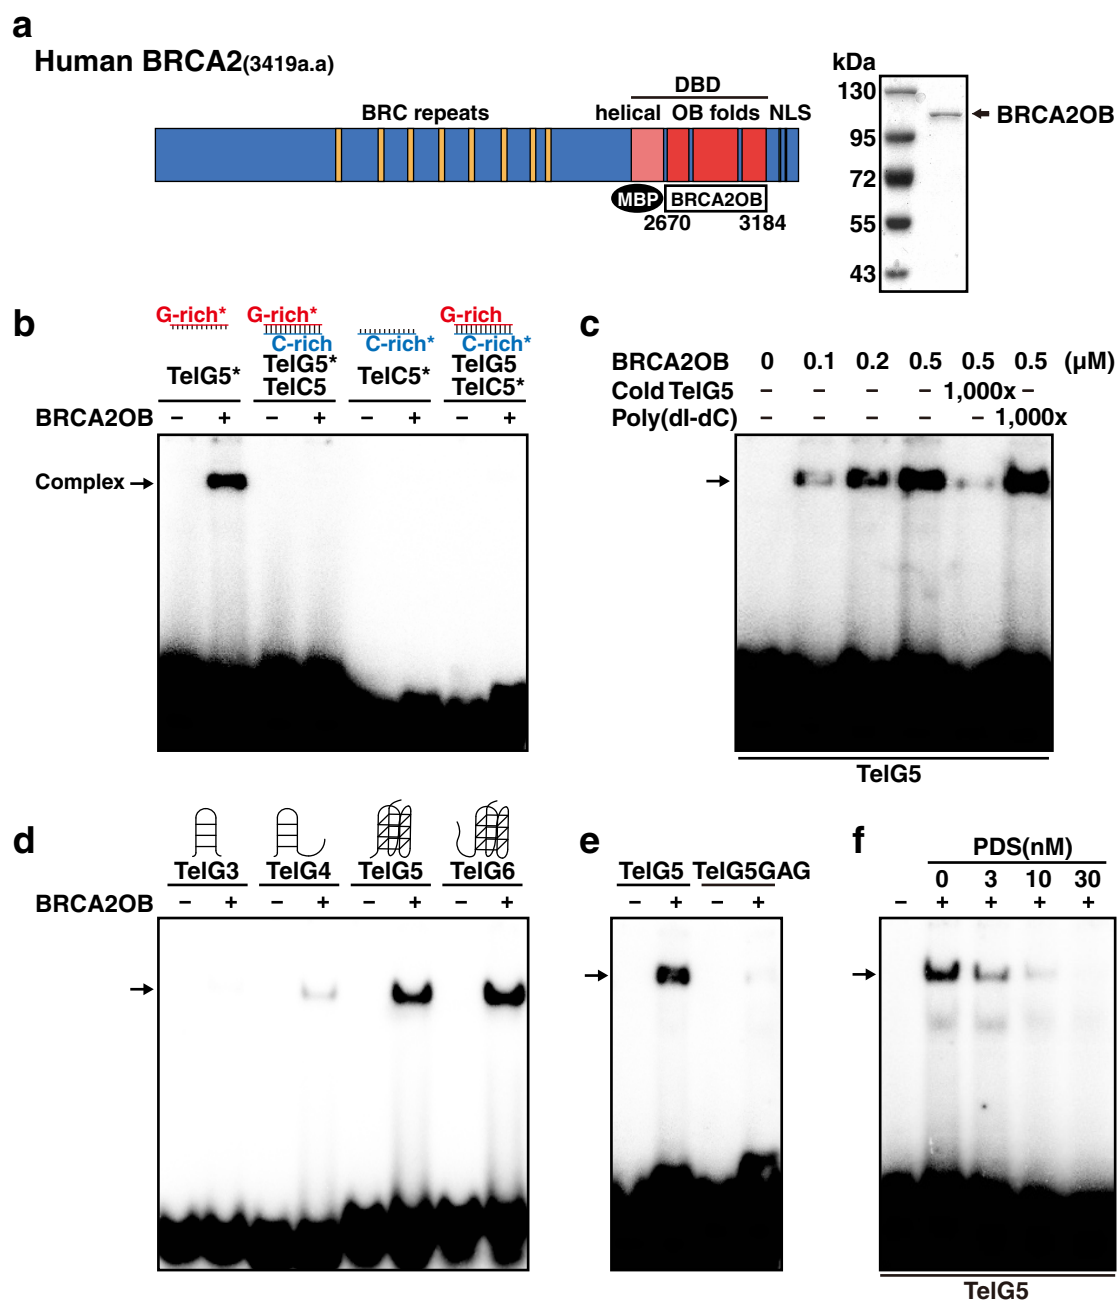 a
Human BRCA2(3419a.a)
DBD
BRC repeats helical OB folds NLS
MBP BRCA2OB
2670 3184
kDa
130
BRCA2OB
95
72
55
43
b
G-rich* G-rich* G-rich
C-rich C-rich* C-rich*
TelG5* TelG5* TelC5 TelC5* TelG5 TelC5*
BRCA2OB − + − + − + − +
Complex
c
BRCA2OB 0 0.1 0.2 0.5 0.5 0.5 (μM)
Cold TelG5 − − − − 1,000x −
Poly(dI-dC) − − − − − 1,000x
TelG5
d
TelG3 TelG4 TelG5 TelG6
BRCA2OB − + − + − + − +
e
TelG5 TelG5GAG
− + − +
f
PDS(nM)
0 3 10 30
− + + + +
TelG5